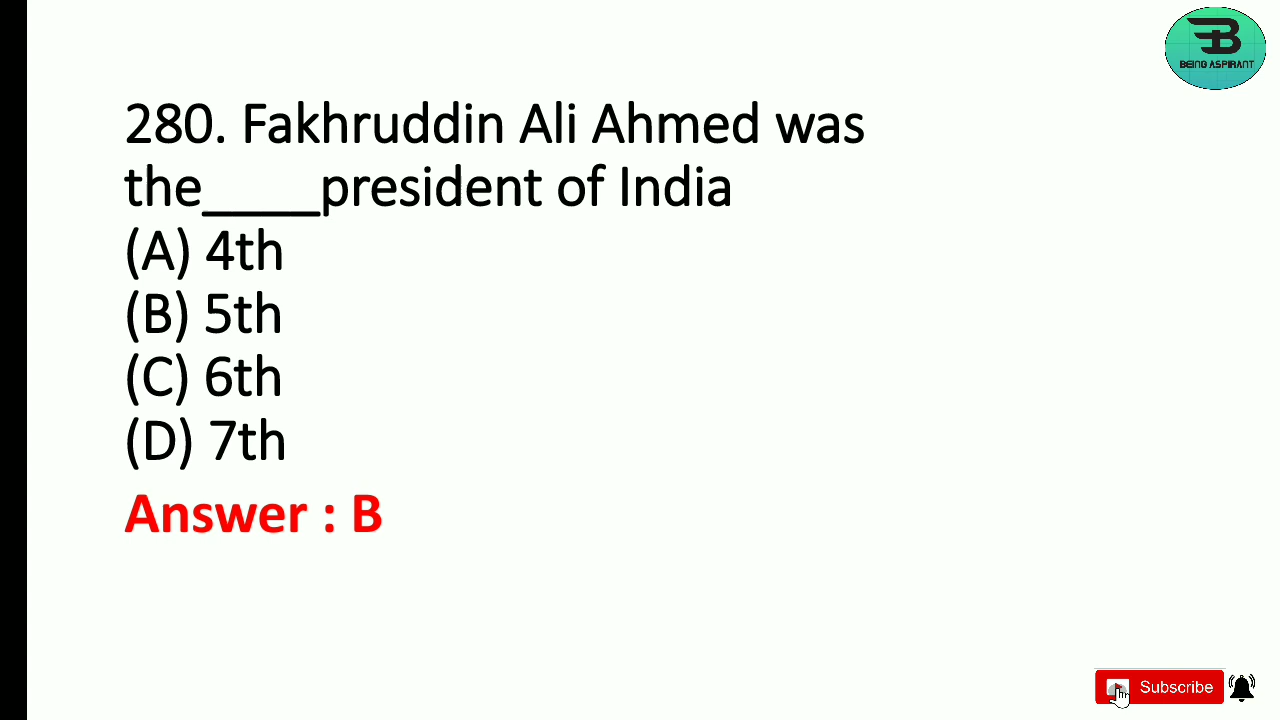 BEING ASPIRANT
280. Fakhruddin Ali Ahmed was
the____president of India
(A) 4th
(B) 5th
(C) 6th
(D) 7th
Answer : B
Subscribe